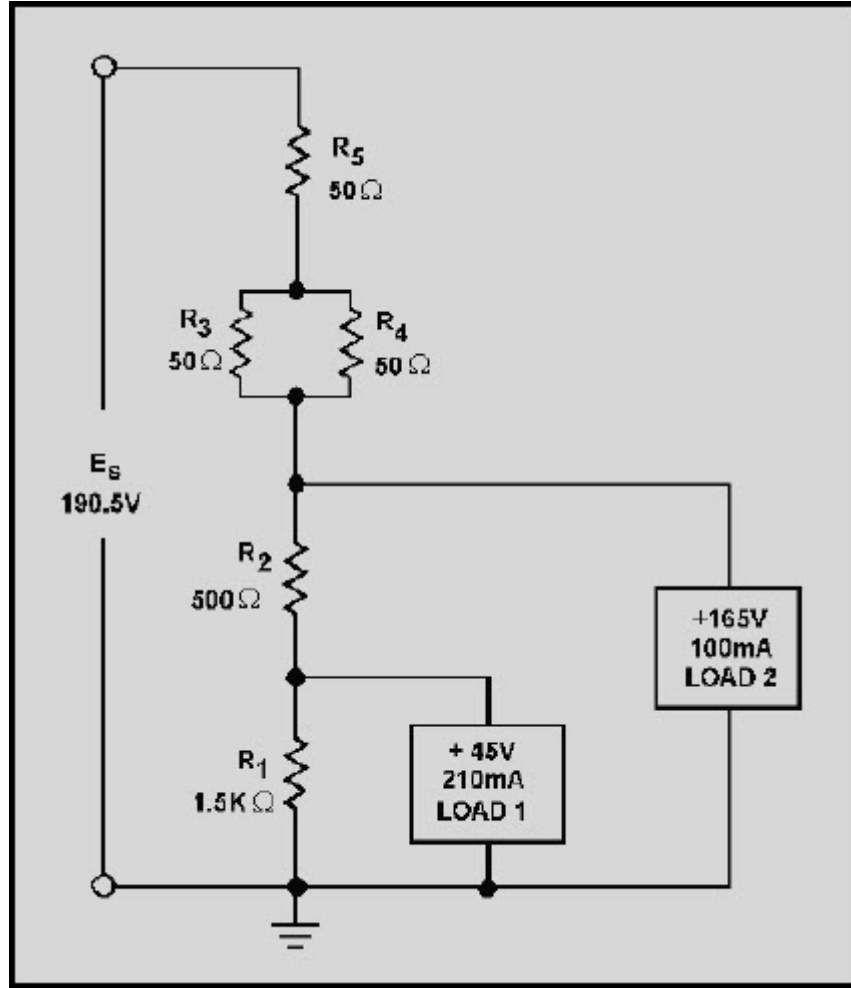 R5
50Ω
R3
50Ω
R4
50Ω
ES
190.5V
R2
500Ω
+165V
100mA
LOAD 2
R1
1.5KΩ
+ 45V
210mA
LOAD 1